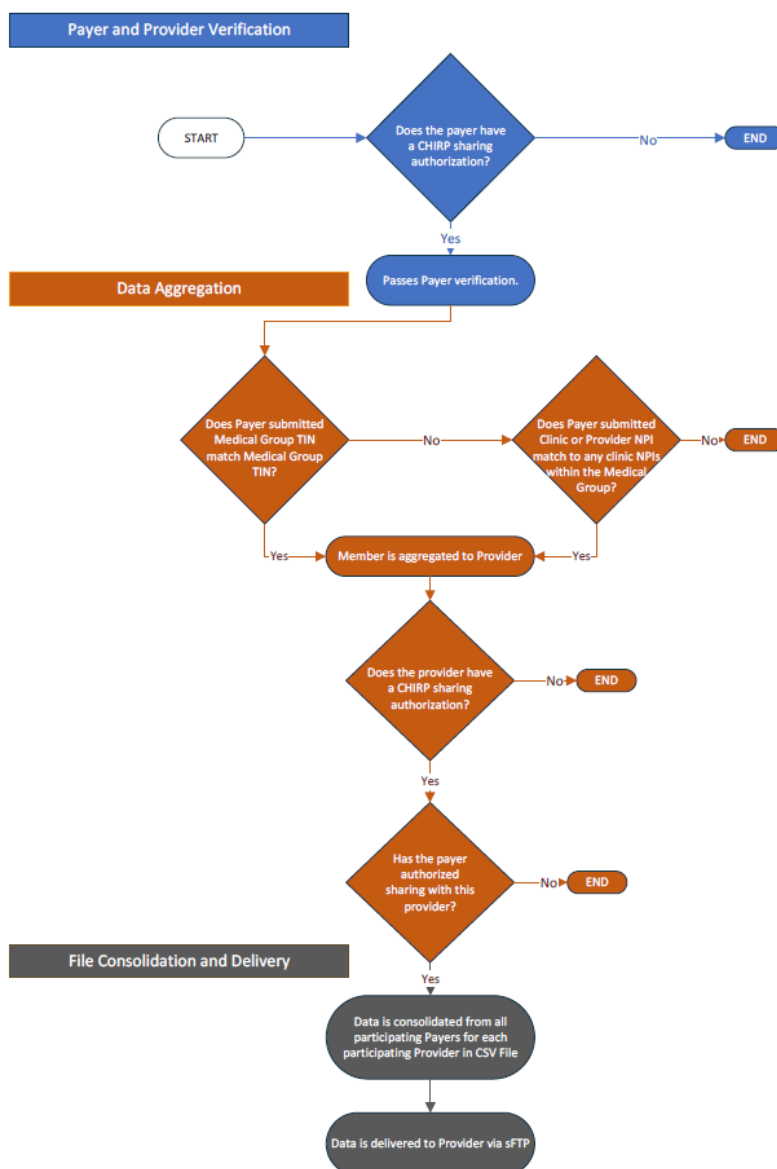 Payer and Provider Verification
START
Does the payer have
a CHIRP sharing
authorization?
No
END
Yes
Passes Payer verification.
Data Aggregation
Does Payer submitted
Medical Group TIN
match Medical Group
TIN?
No
Does Payer submitted
Clinic or Provider NPI
match to any clinic NPIs
within the Medical
Group?
No
END
Yes
Member is aggregated to Provider
Yes
Does the provider have
a CHIRP sharing
authorization?
No
END
Yes
Has the payer
authorized
sharing with this
provider?
No
END
File Consolidation and Delivery
Yes
Data is consolidated from all
participating Payers for each
participating Provider in CSV File
Data is delivered to Provider via sFTP